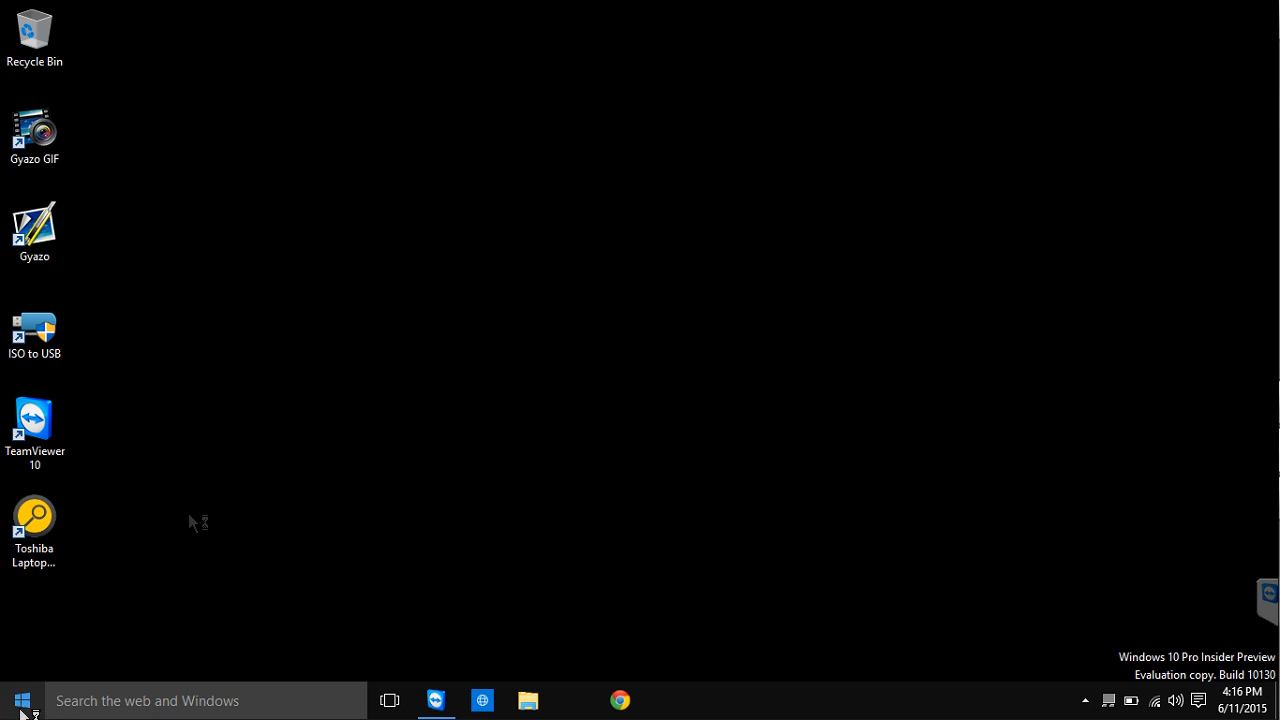 Recycle Bin
Gyazo GIF
Gyazo
ISO to USB
TeamViewer
10
Toshiba
Laptop...
Windows 10 Pro Insider Preview
Evaluation copy. Build 10130
Search the web and Windows
4:16 PM
6/11/2015